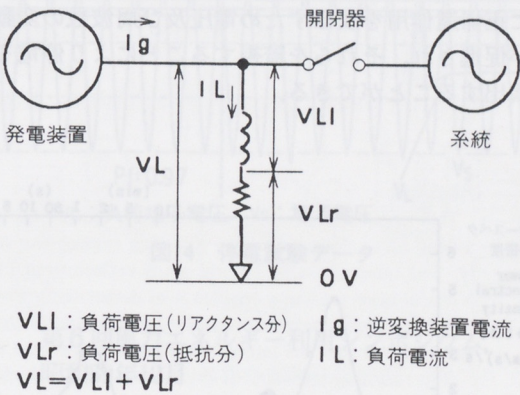 開閉器
Ig
発電装置
IL
VLl
VL
系統
VLr
0V
VLl:負荷電圧(リアクタンス分)
VLr:負荷電圧(抵抗分)
VL=VLl+VLr
Ig:逆変換装置電流
IL:負荷電流